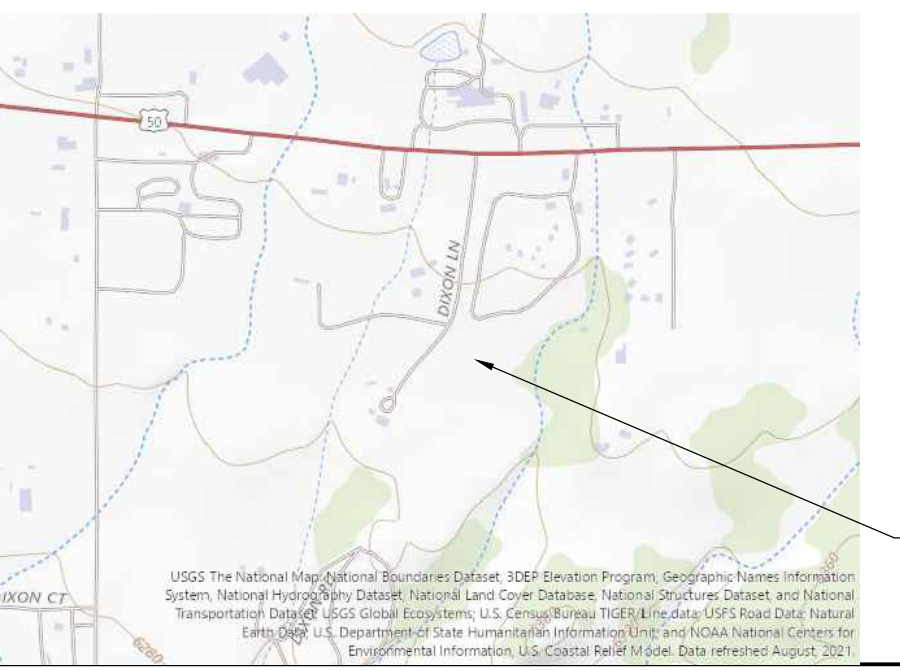 50
DIXON LN
USGS The National Map: National Boundaries Dataset, 3DEP Elevation Program, Geographic Names Information
System, National Hydrography Dataset, National Land Cover Database, National Structures Dataset, and National
Transportation Dataset; USGS Global Ecosystems; U.S. Census Bureau TIGER/Line data; USFS Road Data; Natural
Earth Data; U.S. Department of State Humanitarian Information Unit; and NOAA National Centers for
Environmental Information, U.S. Coastal Relief Model. Data refreshed August, 2021.
IXON CT
6280